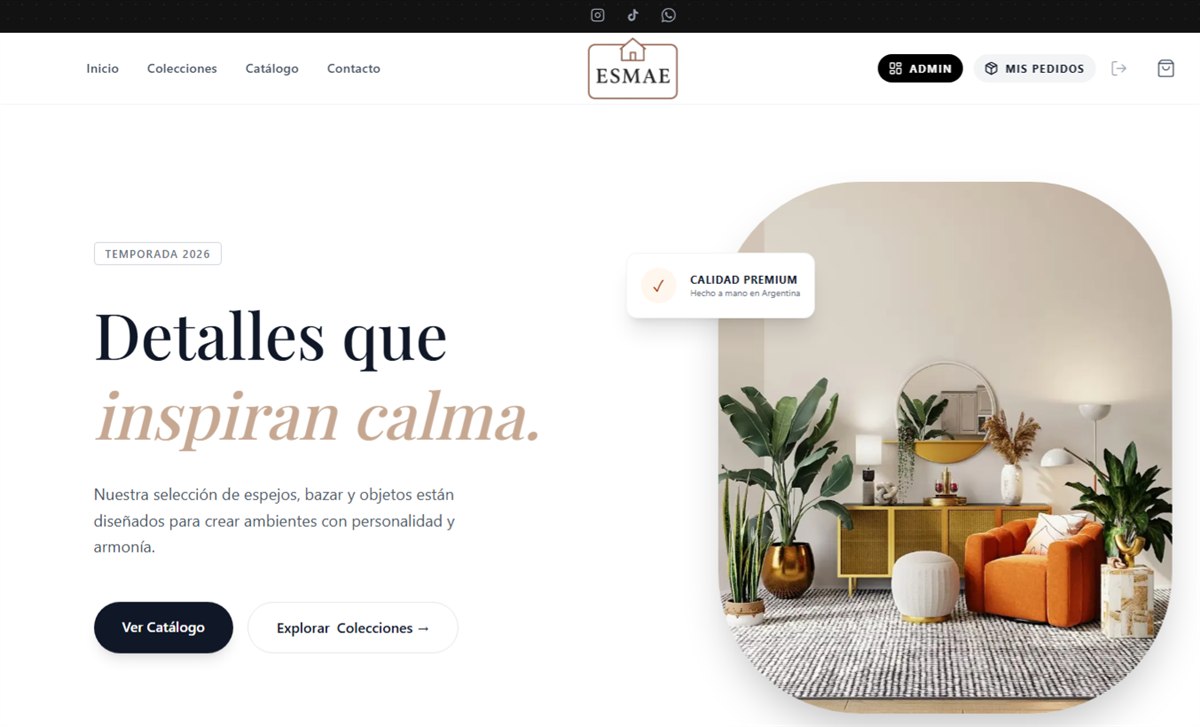 Inicio
Colecciones
Catálogo
Contacto
ESMAE
ADMIN
MIS PEDIDOS
TEMPORADA 2026
Detalles que
inspiran calma.
Nuestra selección de espejos, bazar y objetos están
diseñados para crear ambientes con personalidad y
armonía.
Ver Catálogo
Explorar Colecciones →
CALIDAD PREMIUM
Hecho a mano en Argentina